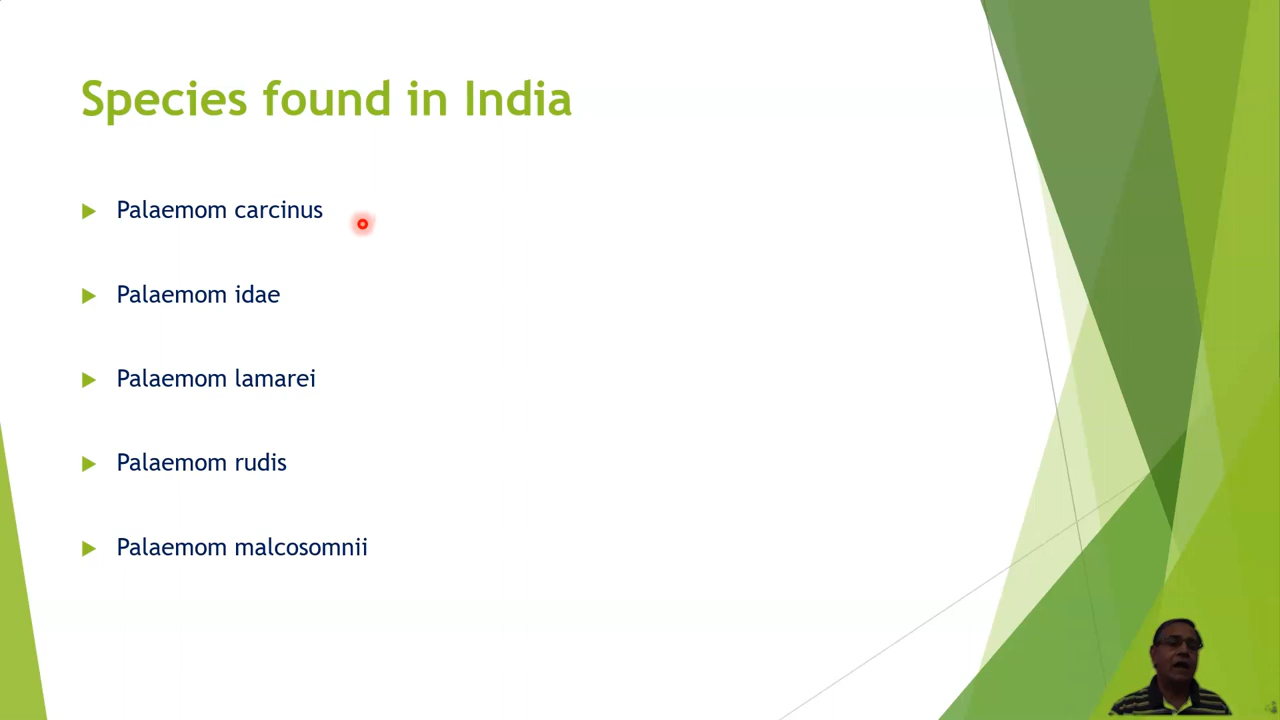 Species found in India
Palaemom carcinus
Palaemom idae
Palaemom lamarei
Palaemom rudis
Palaemom malcosomnii